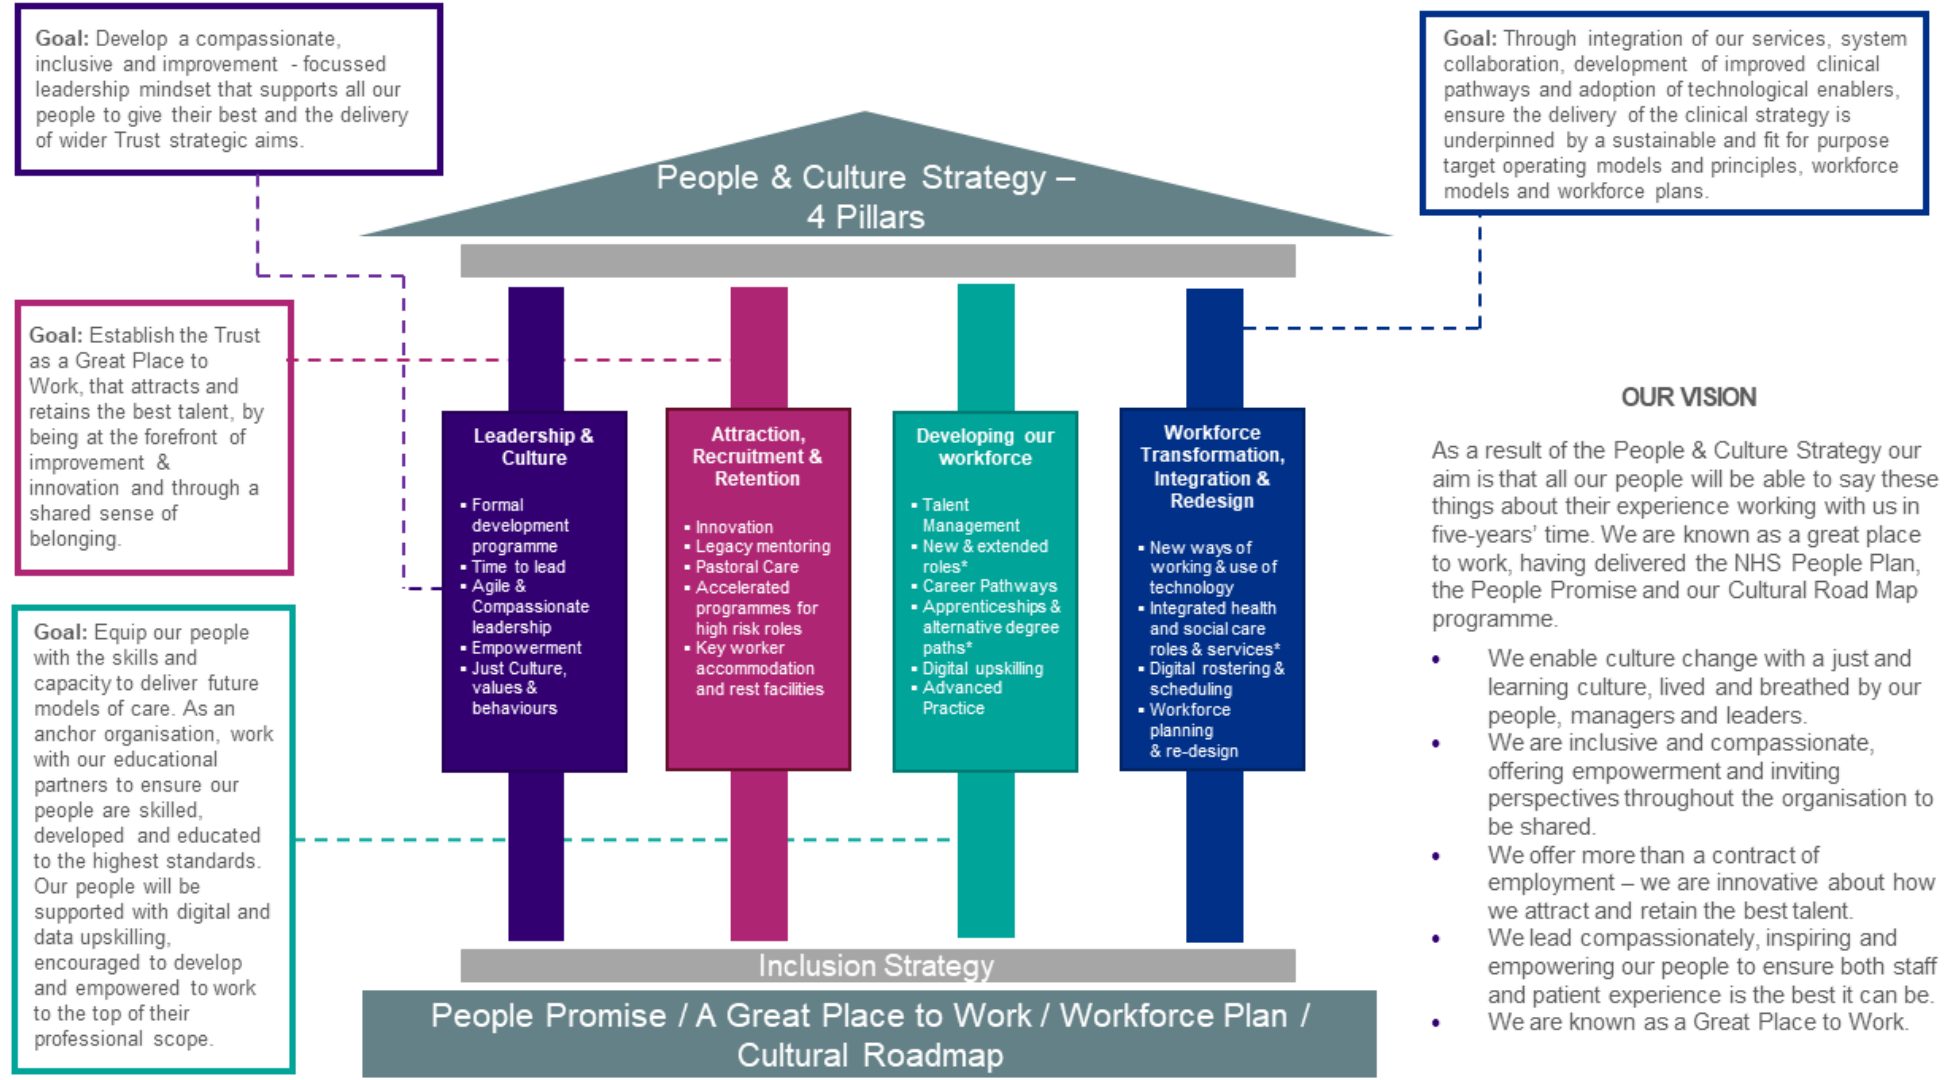 Goal: Develop a compassionate,
inclusive and improvement - focussed
leadership mindset that supports all our
people to give their best and the delivery
of wider Trust strategic aims.
Goal: Through integration of our services, system
collaboration, development of improved clinical
pathways and adoption of technological enablers,
ensure the delivery of the clinical strategy is
underpinned by a sustainable and fit for purpose
target operating models and principles, workforce
models and workforce plans.
People & Culture Strategy –
4 Pillars
Goal: Establish the Trust
as a Great Place to
Work, that attracts and
retains the best talent, by
being at the forefront of
improvement &
innovation and through a
shared sense of
belonging.
Goal: Equip our people
with the skills and
capacity to deliver future
models of care. As an
anchor organisation, work
with our educational
partners to ensure our
people are skilled,
developed and educated
to the highest standards.
Our people will be
supported with digital and
data upskilling,
encouraged to develop
and empowered to work
to the top of their
professional scope.
Leadership &
Culture
▪ Formal
development
programme
▪ Time to lead
▪ Agile &
Compassionate
leadership
▪ Empowerment
▪ Just Culture,
values &
behaviours
Attraction,
Recruitment &
Retention
▪ Innovation
▪ Legacy mentoring
▪ Pastoral Care
▪ Accelerated
programmes for
high risk roles
▪ Key worker
accommodation
and rest facilities
Developing our
workforce
▪ Talent
Management
▪ New & extended
roles*
▪ Career Pathways
▪ Apprenticeships &
alternative degree
paths*
▪ Digital upskilling
▪ Advanced
Practice
Workforce
Transformation,
Integration &
Redesign
▪ New ways of
working & use of
technology
▪ Integrated health
and social care
roles & services*
▪ Digital rostering &
scheduling
▪ Workforce
planning
& re-design
Inclusion Strategy
People Promise / A Great Place to Work / Workforce Plan /
Cultural Roadmap
OUR VISION
As a result of the People & Culture Strategy our
aim is that all our people will be able to say these
things about their experience working with us in
five-years' time. We are known as a great place
to work, having delivered the NHS People Plan,
the People Promise and our Cultural Road Map
programme.
• We enable culture change with a just and
learning culture, lived and breathed by our
people, managers and leaders.
• We are inclusive and compassionate,
offering empowerment and inviting
perspectives throughout the organisation to
be shared.
• We offer more than a contract of
employment – we are innovative about how
we attract and retain the best talent.
• We lead compassionately, inspiring and
empowering our people to ensure both staff
and patient experience is the best it can be.
• We are known as a Great Place to Work.